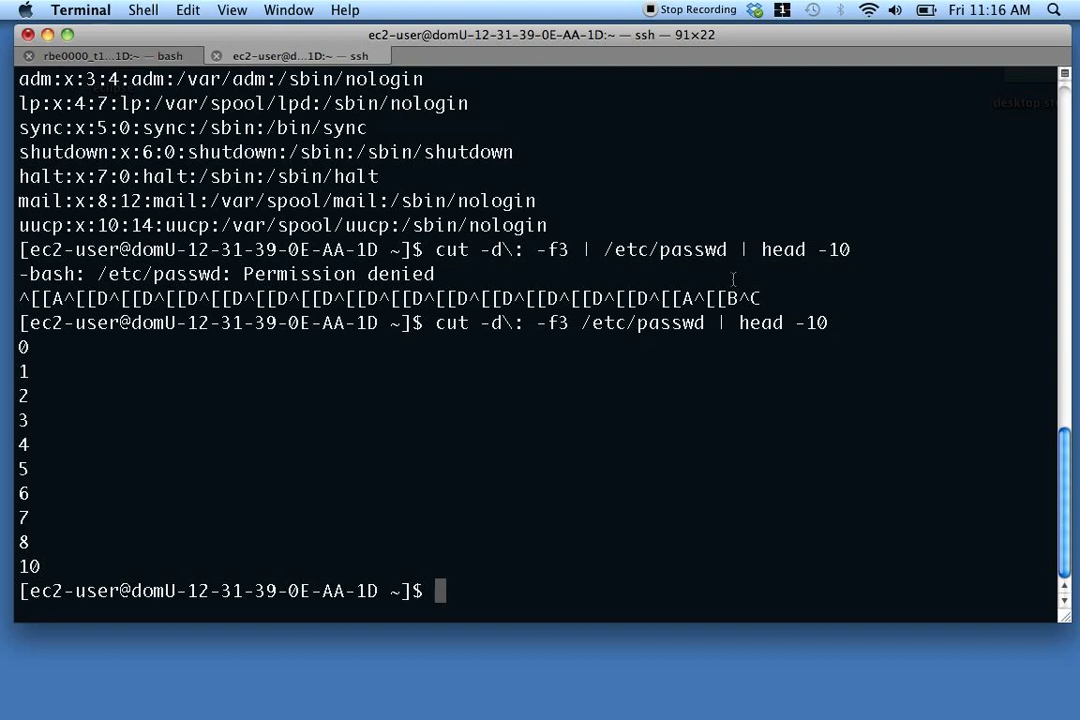 Terminal Shell Edit View Window Help Stop Recording 1 Fri 11:16 AM
ec2-user@domU-12-31-39-0E-AA-1D:~ — ssh — 91×22
rbe0000_t1...1D:~ — bash ec2-user@d...1D:~ — ssh
adm:x:3:4:adm:/var/adm:/sbin/nologin
lp:x:4:7:lp:/var/spool/lpd:/sbin/nologin
sync:x:5:0:sync:/sbin:/bin/sync
shutdown:x:6:0:shutdown:/sbin:/sbin/shutdown
halt:x:7:0:halt:/sbin:/sbin/halt
mail:x:8:12:mail:/var/spool/mail:/sbin/nologin
uucp:x:10:14:uucp:/var/spool/uucp:/sbin/nologin
[ec2-user@domU-12-31-39-0E-AA-1D ~]$ cut -d\: -f3 | /etc/passwd | head -10
-bash: /etc/passwd: Permission denied
^[[A^[[D^[[D^[[D^[[D^[[D^[[D^[[D^[[D^[[D^[[D^[[D^[[D^[[D^[[A^[[B^C
[ec2-user@domU-12-31-39-0E-AA-1D ~]$ cut -d\: -f3 /etc/passwd | head -10
0
1
2
3
4
5
6
7
8
10
[ec2-user@domU-12-31-39-0E-AA-1D ~]$